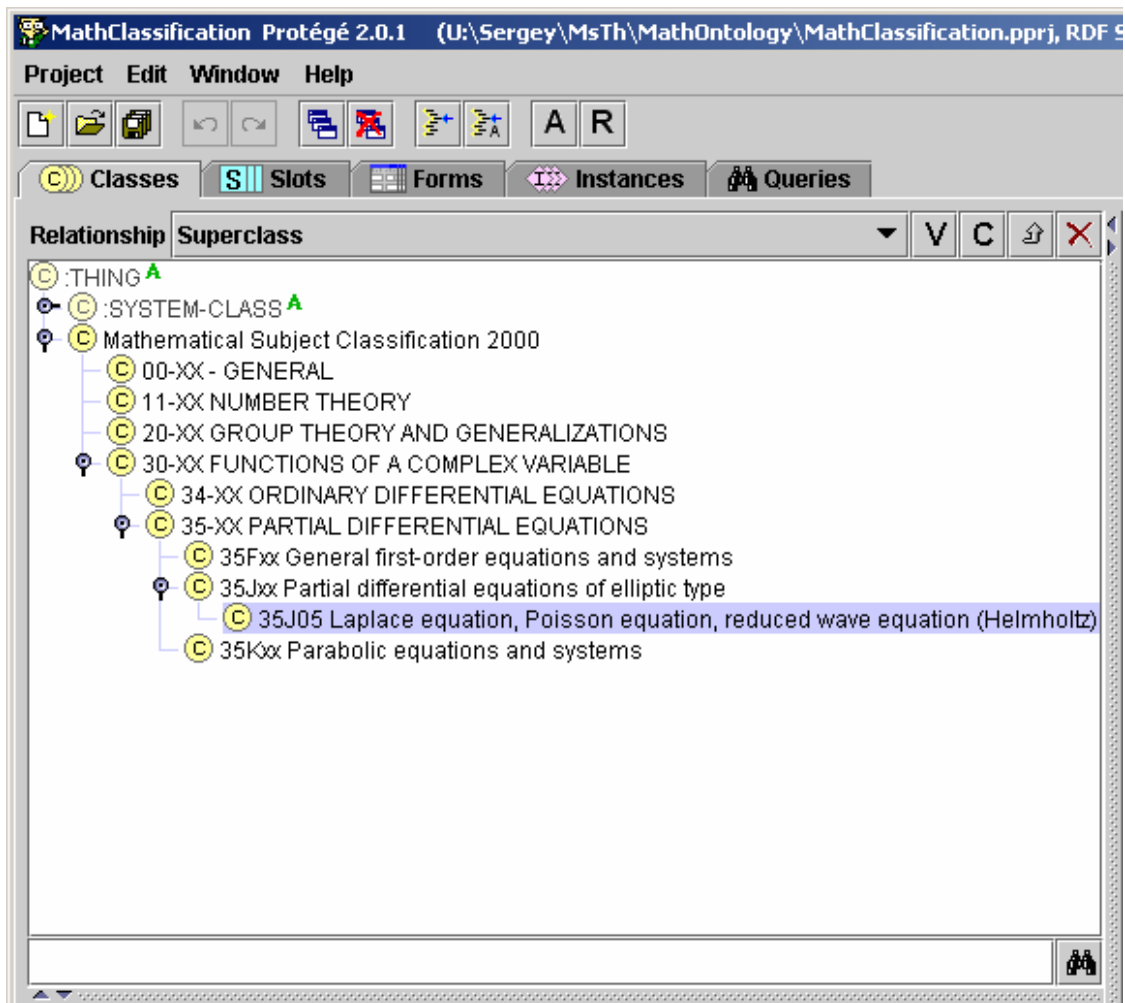 MathClassification Protégé 2.0.1 (U:\Sergey\MsTh\MathOntology\MathClassification.pprj, RDF S
Project Edit Window Help
A R
C Classes S Slots Forms I Instances Queries
Relationship Superclass V C
C :THING A
C :SYSTEM-CLASS A
C Mathematical Subject Classification 2000
C 00-XX - GENERAL
C 11-XX NUMBER THEORY
C 20-XX GROUP THEORY AND GENERALIZATIONS
C 30-XX FUNCTIONS OF A COMPLEX VARIABLE
C 34-XX ORDINARY DIFFERENTIAL EQUATIONS
C 35-XX PARTIAL DIFFERENTIAL EQUATIONS
C 35Fxx General first-order equations and systems
C 35Jxx Partial differential equations of elliptic type
C 35J05 Laplace equation, Poisson equation, reduced wave equation (Helmholtz)
C 35Kxx Parabolic equations and systems